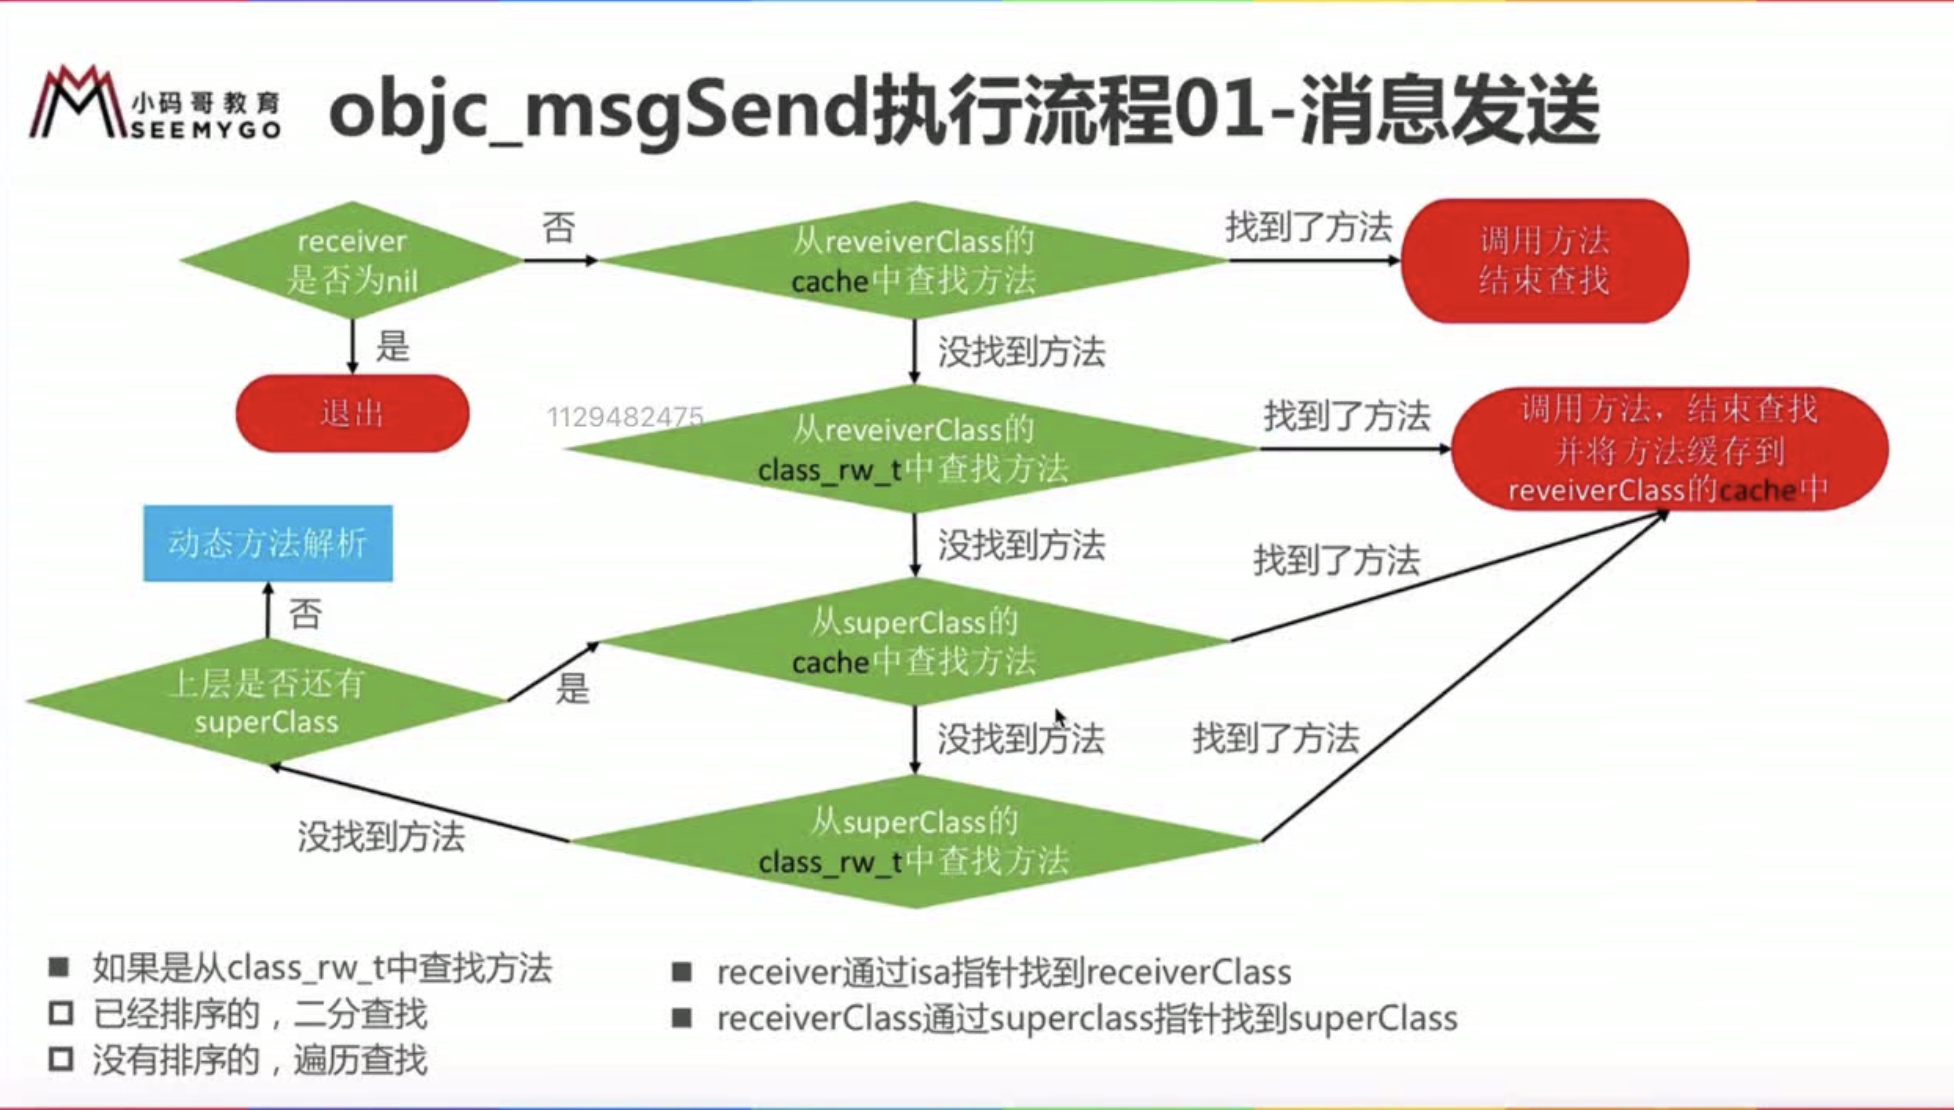 小码哥教育
SEEMYGO
objc_msgSend执行流程01-消息发送
receiver
是否为nil
否
从reveiverClass的
cache中查找方法
找到了方法
调用方法
结束查找
是
没找到方法
退出
1129482475
从reveiverClass的
class_rw_t中查找方法
找到了方法
调用方法，结束查找
并将方法缓存到
reveiverClass的cache中
动态方法解析
没找到方法
找到了方法
否
从superClass的
cache中查找方法
上层是否还有
superClass
是
没找到方法
找到了方法
没找到方法
从superClass的
class_rw_t中查找方法
■ 如果是从class_rw_t中查找方法
□ 已经排序的，二分查找
□ 没有排序的，遍历查找
■ receiver通过isa指针找到receiverClass
■ receiverClass通过superclass指针找到superClass